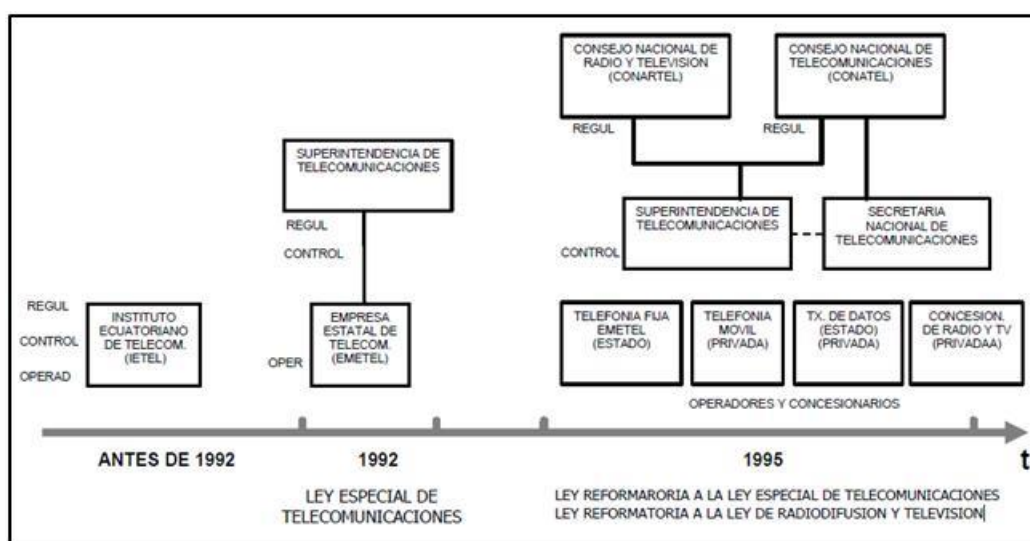 CONSEJO NACIONAL DE
RADIO Y TELEVISION
(CONARTEL)
CONSEJO NACIONAL DE
TELECOMUNICACIONES
(CONATEL)
REGUL
REGUL
SUPERINTENDENCIA DE
TELECOMUNICACIONES
REGUL
CONTROL
SUPERINTENDENCIA DE
TELECOMUNICACIONES
SECRETARIA
NACIONAL DE
TELECOMUNICACIONES
CONTROL
REGUL
CONTROL
OPERAD
INSTITUTO
ECUATORIANO
DE TELECOM.
(IETEL)
OPER
EMPRESA
ESTATAL DE
TELECOM.
(EMETEL)
TELEFONIA FIJA
EMETEL
(ESTADO)
TELEFONIA
MOVIL
(PRIVADA)
TX. DE DATOS
(ESTADO)
(PRIVADA)
CONCESION.
DE RADIO Y TV
(PRIVADAA)
OPERADORES Y CONCESIONARIOS
ANTES DE 1992
1992
1995
t
LEY ESPECIAL DE
TELECOMUNICACIONES
LEY REFORMARORIA A LA LEY ESPECIAL DE TELECOMUNICACIONES
LEY REFORMATORIA A LA LEY DE RADIODIFUSION Y TELEVISION